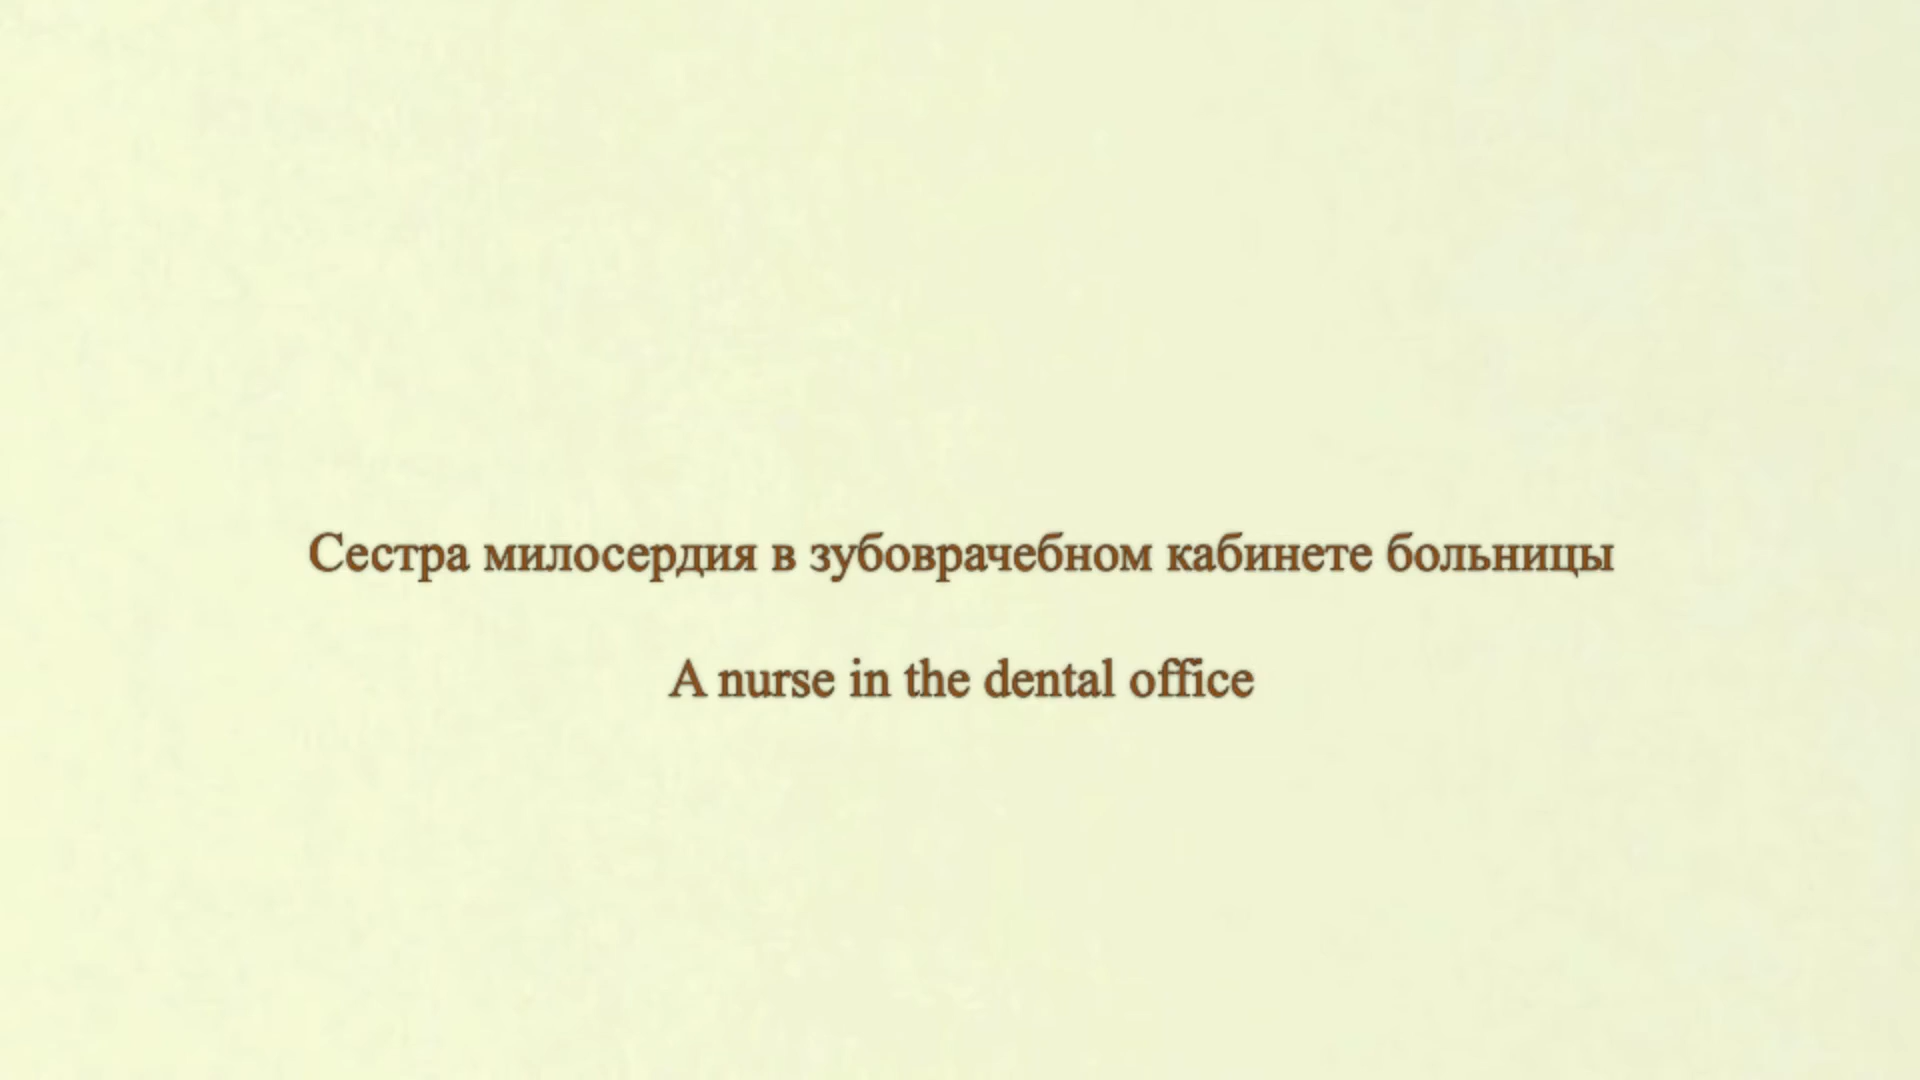 Сестра милосердия в зубоврачебном кабинете больницы
A nurse in the dental office